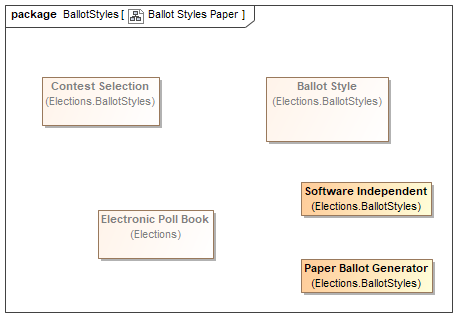 package BallotStyles [ Ballot Styles Paper ]
Contest Selection
(Elections.BallotStyles)
Ballot Style
(Elections.BallotStyles)
Software Independent
(Elections.BallotStyles)
Electronic Poll Book
(Elections)
Paper Ballot Generator
(Elections.BallotStyles)